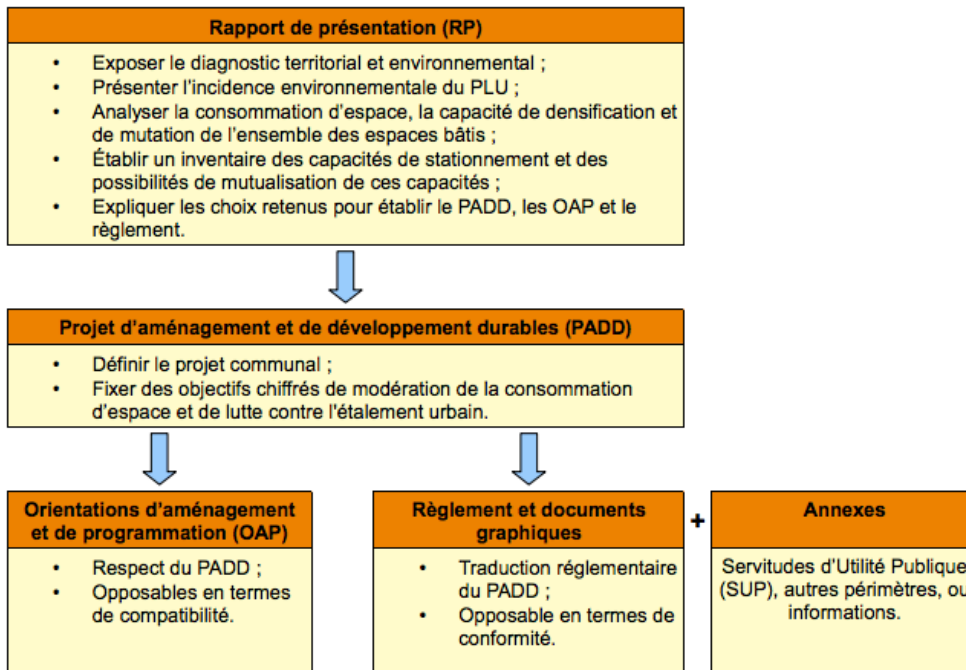 Rapport de présentation (RP)
• Exposer le diagnostic territorial et environnemental ;
• Présenter l'incidence environnementale du PLU ;
• Analyser la consommation d'espace, la capacité de densification et
de mutation de l'ensemble des espaces bâtis ;
• Établir un inventaire des capacités de stationnement et des
possibilités de mutualisation de ces capacités ;
• Expliquer les choix retenus pour établir le PADD, les OAP et le
règlement.
Projet d'aménagement et de développement durables (PADD)
• Définir le projet communal ;
• Fixer des objectifs chiffrés de modération de la consommation
d'espace et de lutte contre l'étalement urbain.
Orientations d'aménagement
et de programmation (OAP)
• Respect du PADD ;
• Opposables en termes
de compatibilité.
Règlement et documents
graphiques
• Traduction réglementaire
du PADD ;
• Opposable en termes de
conformité.
+
Annexes
Servitudes d'Utilité Publique
(SUP), autres périmètres, ou
informations.